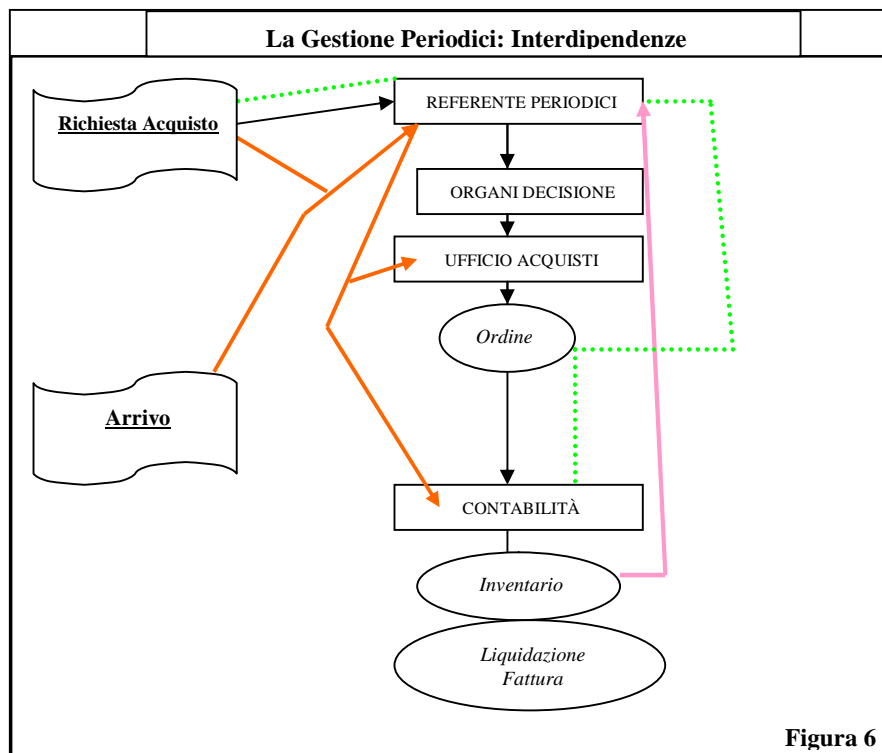 La Gestione Periodici: Interdipendenze
Richiesta Acquisto
REFERENTE PERIODICI
ORGANI DECISIONE
UFFICIO ACQUISTI
Ordine
Arrivo
CONTABILITÀ
Inventario
Liquidazione
Fattura
Figura 6